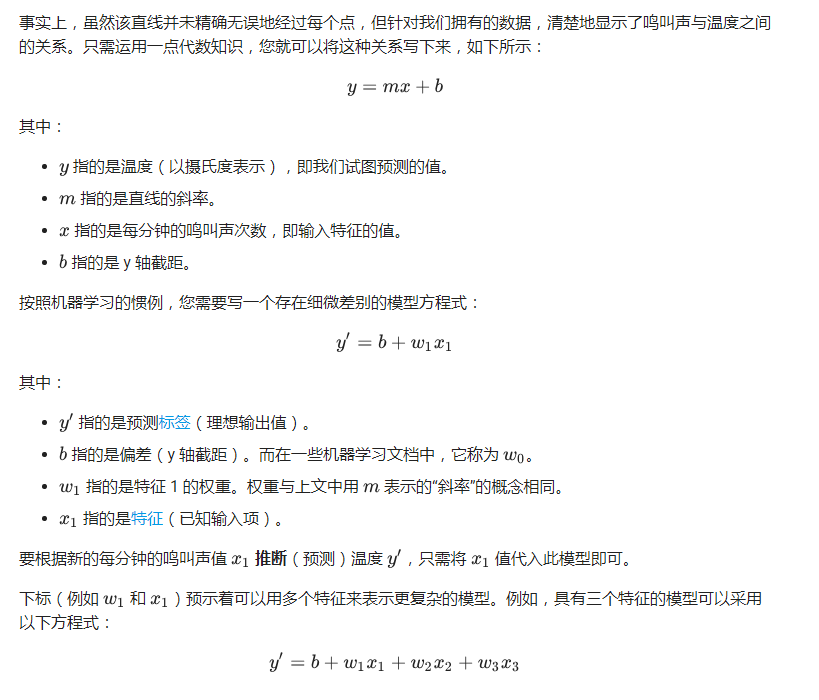 事实上，虽然该直线并未精确无误地经过每个点，但针对我们拥有的数据，清楚地显示了鸣叫声与温度之间
的关系。只需运用一点代数知识，您就可以将这种关系写下来，如下所示：
y = mx + b
其中：
• y 指的是温度（以摄氏度表示），即我们试图预测的值。
• m 指的是直线的斜率。
• x 指的是每分钟的鸣叫声次数，即输入特征的值。
• b 指的是 y 轴截距。
按照机器学习的惯例，您需要写一个存在细微差别的模型方程式：
y′ = b + w₁x₁
其中：
• y′ 指的是预测标签（理想输出值）。
• b 指的是偏差（y 轴截距）。而在一些机器学习文档中，它称为 w₀。
• w₁ 指的是特征 1 的权重。权重与上文中用 m 表示的“斜率”的概念相同。
• x₁ 指的是特征（已知输入项）。
要根据新的每分钟的鸣叫声值 x₁ 推断（预测）温度 y′，只需将 x₁ 值代入此模型即可。
下标（例如 w₁ 和 x₁）预示着可以用多个特征来表示更复杂的模型。例如，具有三个特征的模型可以采用
以下方程式：
y′ = b + w₁x₁ + w₂x₂ + w₃x₃